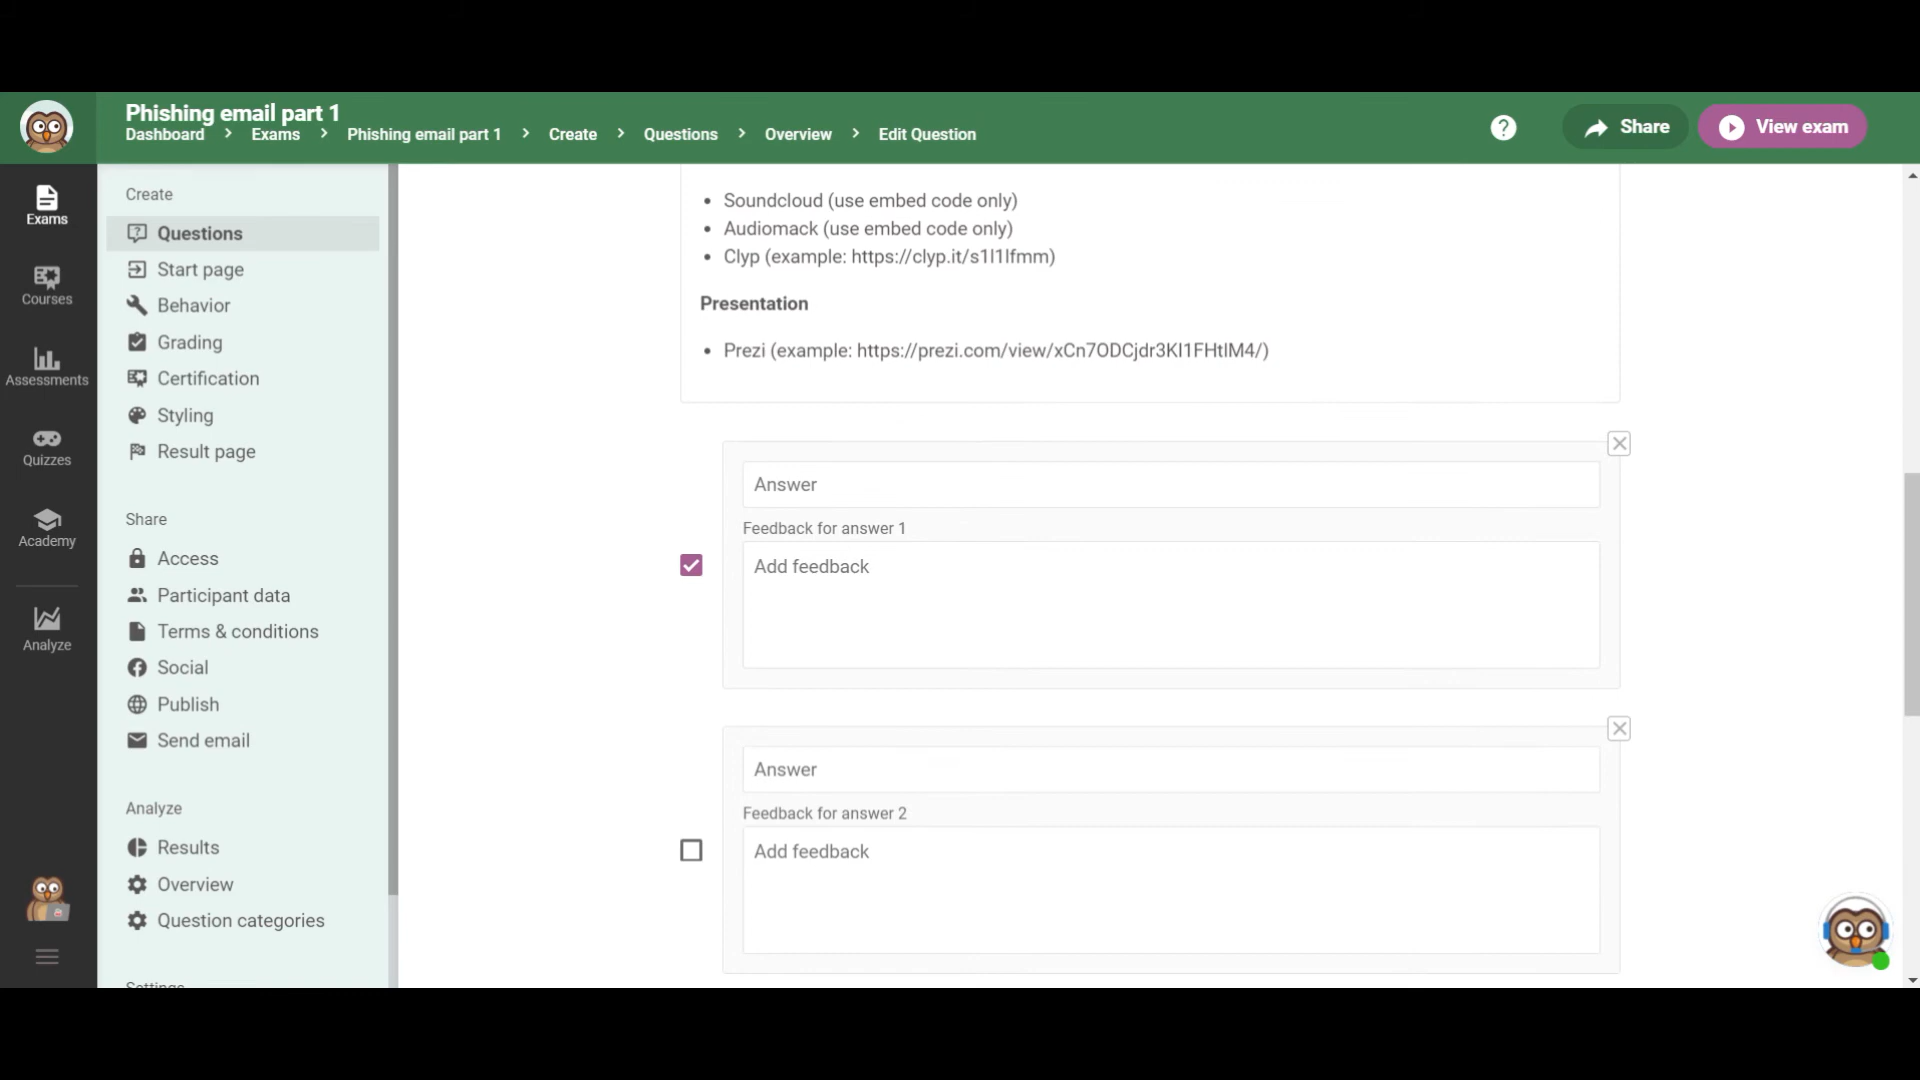 Phishing email part 1
Dashboard > Exams > Phishing email part 1 > Create > Questions > Overview > Edit Question
? Share View exam
Exams
Courses
Assessments
Quizzes
Academy
Analyze
Create
Questions
Start page
Behavior
Grading
Certification
Styling
Result page
Share
Access
Participant data
Terms & conditions
Social
Publish
Send email
Analyze
Results
Overview
Question categories
Settings
• Soundcloud (use embed code only)
• Audiomack (use embed code only)
• Clyp (example: https://clyp.it/s1l1lfmm)
Presentation
• Prezi (example: https://prezi.com/view/xCn7ODCjdr3KI1FHtlM4/)
Answer
Feedback for answer 1
Add feedback
Answer
Feedback for answer 2
Add feedback